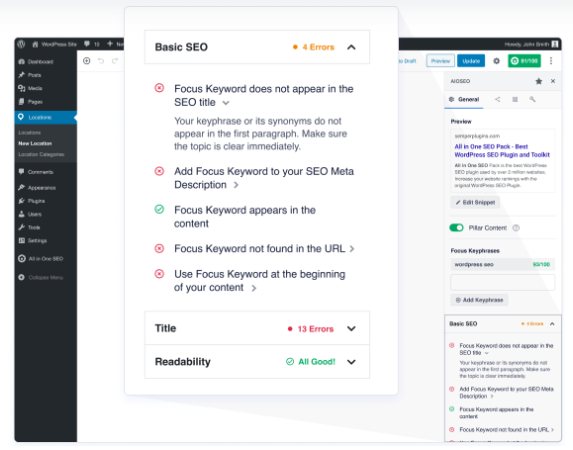 WordPress Site
10
+ Ne
Howdy, John Smith
Dashboard
Posts
Media
Pages
Locations
Locations
New Location
Location Categories
Comments
Appearance
Plugins
Users
Tools
Settings
All in One SEO
Collapse Menu
to Draft
Preview
Update
91/100
Basic SEO
4 Errors
Focus Keyword does not appear in the
SEO title
Your keyphrase or its synonyms do not
appear in the first paragraph. Make sure
the topic is clear immediately.
Add Focus Keyword to your SEO Meta
Description >
Focus Keyword appears in the
content
Focus Keyword not found in the URL >
Use Focus Keyword at the beginning
of your content >
Title
13 Errors
Readability
All Good!
AIOSEO
General
Preview
semperplugins.com
All in One SEO Pack - Best
WordPress SEO Plugin and Toolkit
All in One SEO Pack is the best WordPress
SEO plugin used by over 2 million websites.
Increase your website rankings with the
original WordPress SEO Plugin.
Edit Snippet
Pillar Content
Focus Keyphrases
wordpress seo
93/100
Add Keyphrase
Basic SEO
4 Errors
Focus Keyword does not appear in the
SEO title
Your keyphrase or its synonyms do not
appear in the first paragraph. Make sure
the topic is clear immediately.
Add Focus Keyword to your SEO Meta
Description >
Focus Keyword appears in the
content
Focus Keyword not found in the URL >